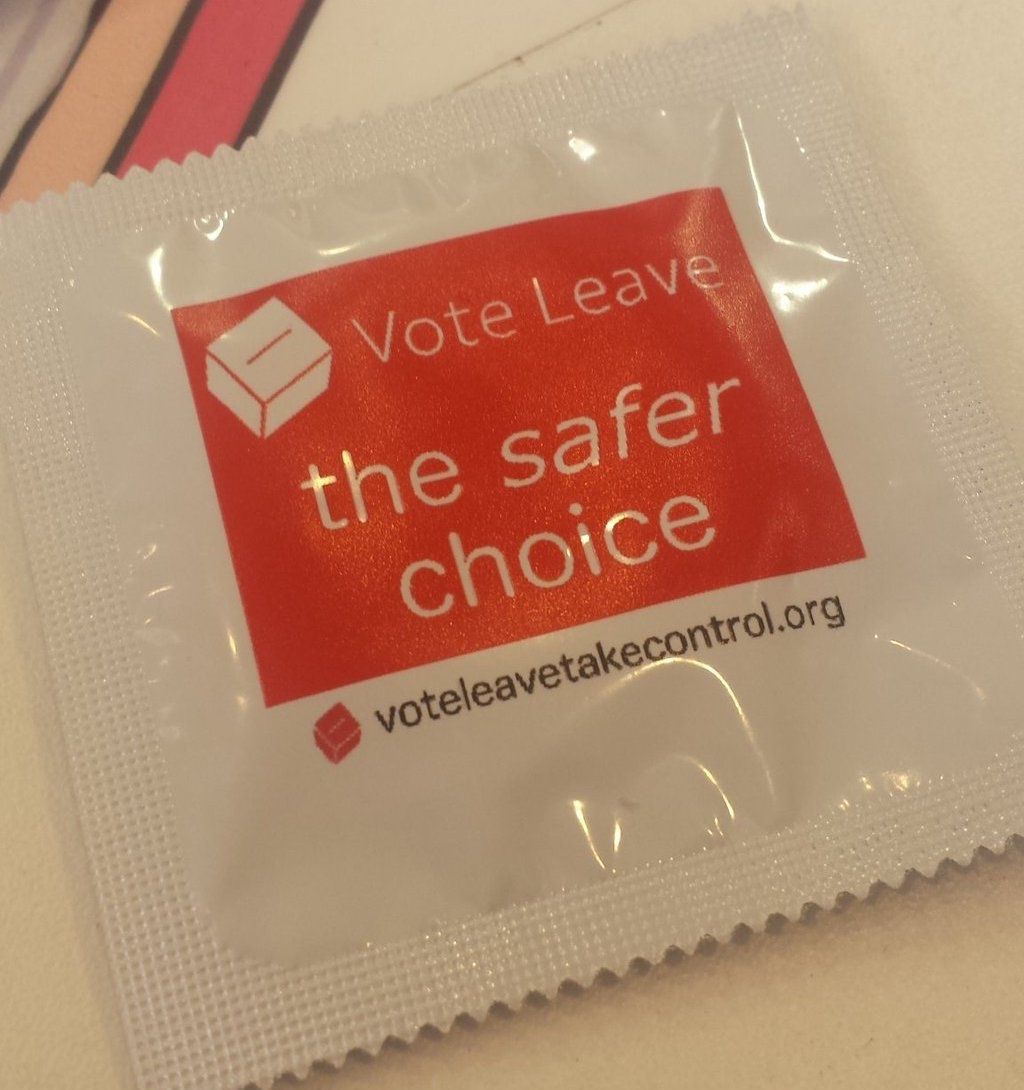 Vote Leave
the safer
choice
voteleavetakecontrol.org